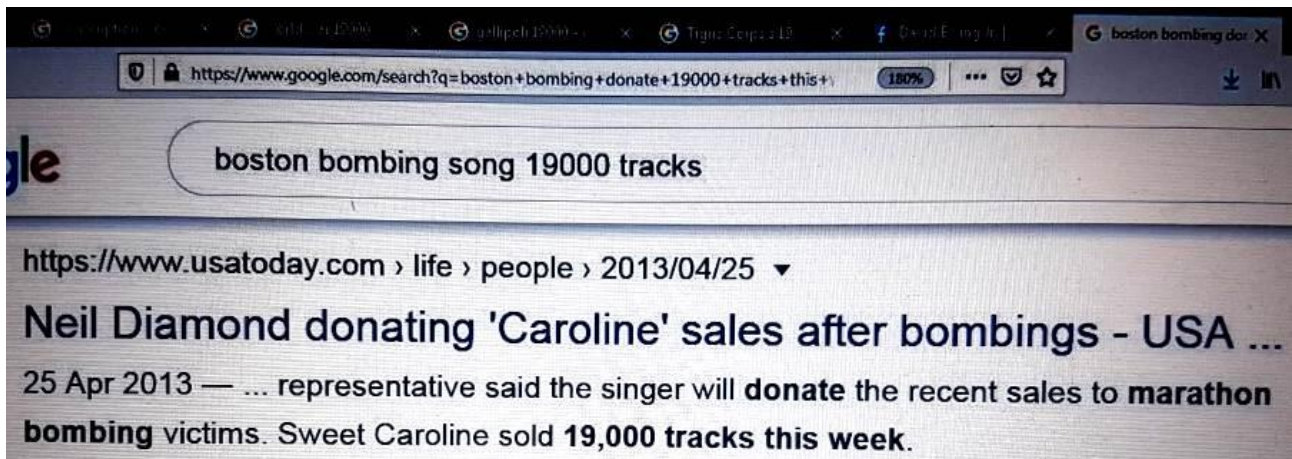 boston bombing dor X
https://www.google.com/search?q=boston+bombing+donate+19000+tracks+this+
180%
gle
boston bombing song 19000 tracks
https://www.usatoday.com › life › people › 2013/04/25 ▼
Neil Diamond donating 'Caroline' sales after bombings - USA ...
25 Apr 2013 — ... representative said the singer will donate the recent sales to marathon
bombing victims. Sweet Caroline sold 19,000 tracks this week.